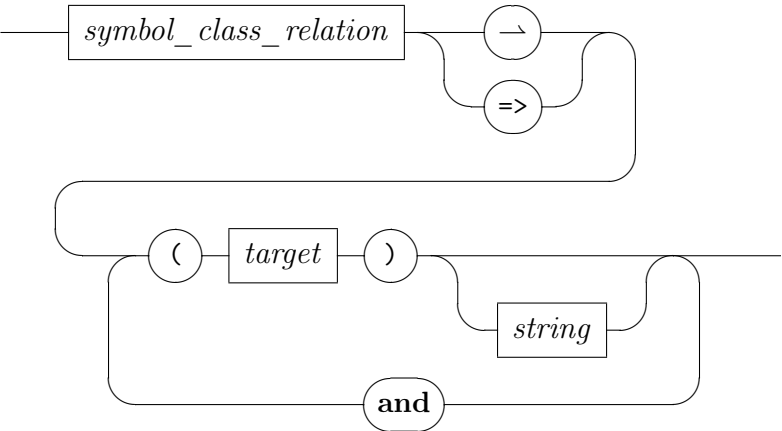 symbol_class_relation ⇀
=>
( target )
string
and